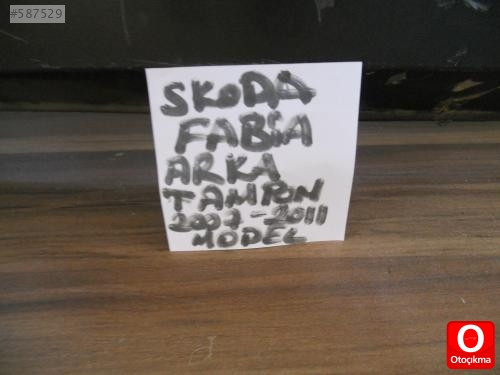 #587529
SKODA
FABİA
ARKA
TAMPON
2007-2011
MODEL
Otoçıkma